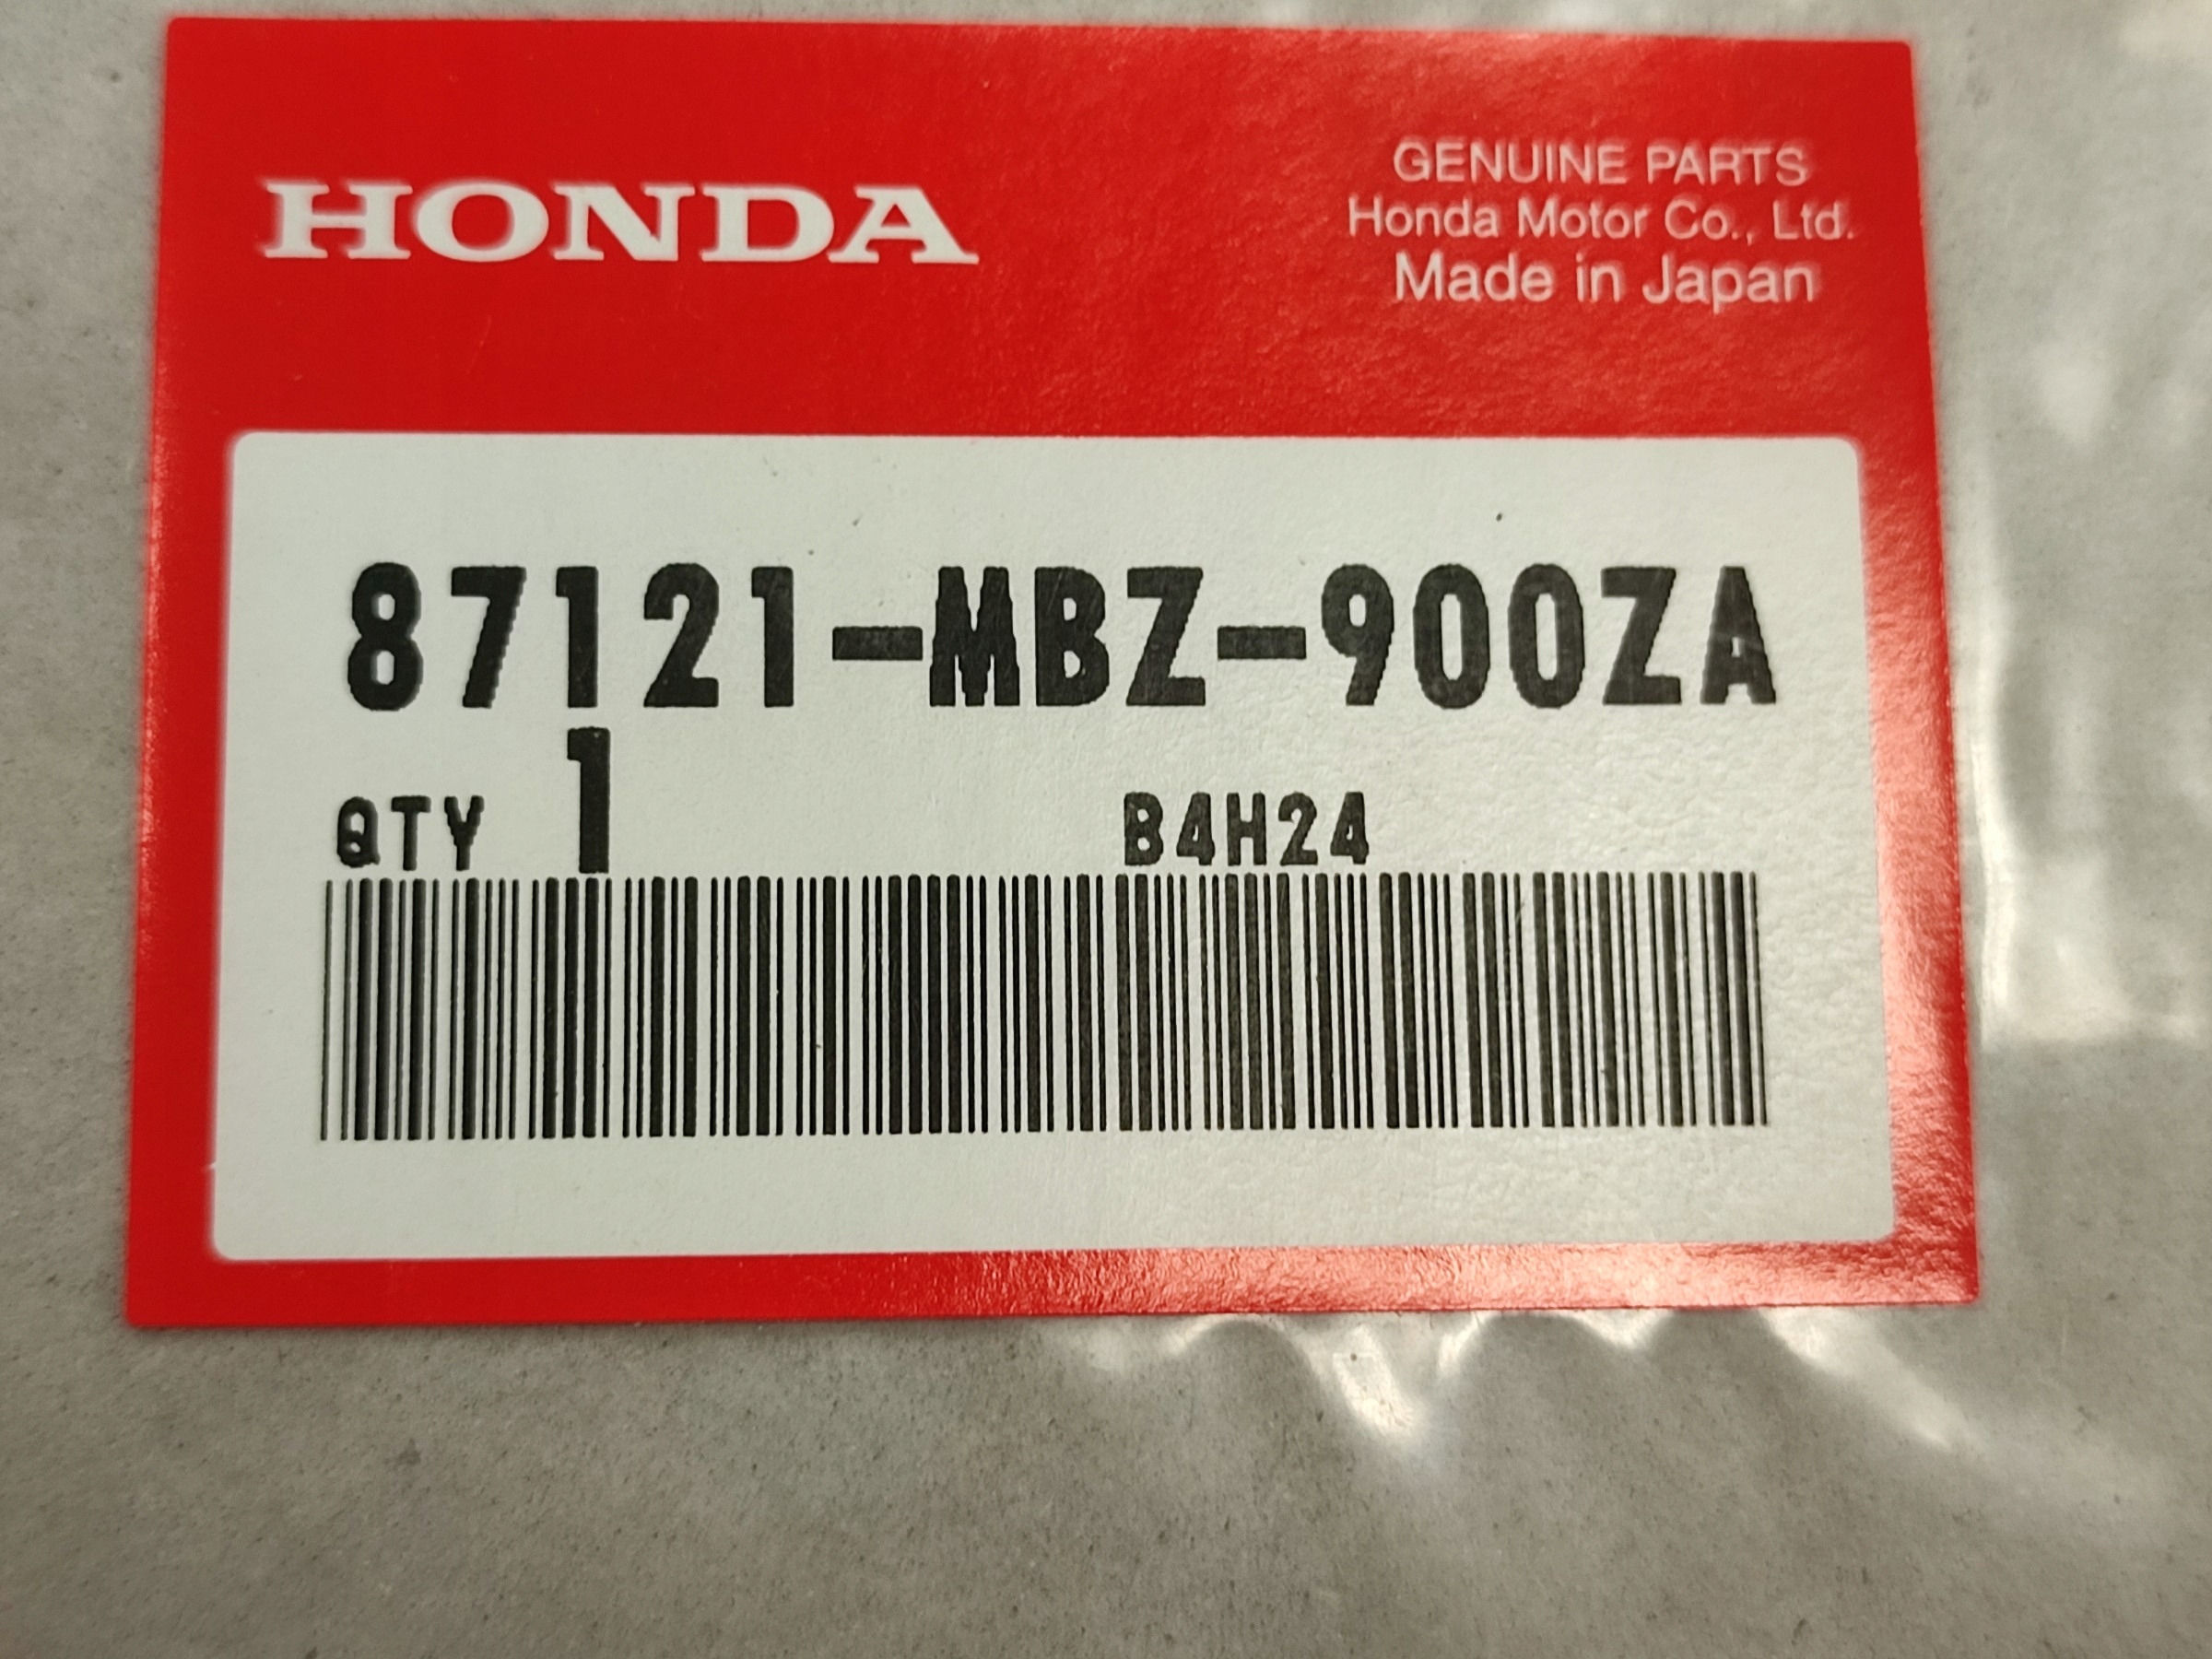 HONDA
GENUINE PARTS
Honda Motor Co., Ltd.
Made in Japan
87121-MBZ-900ZA
QTY 1 B4H24